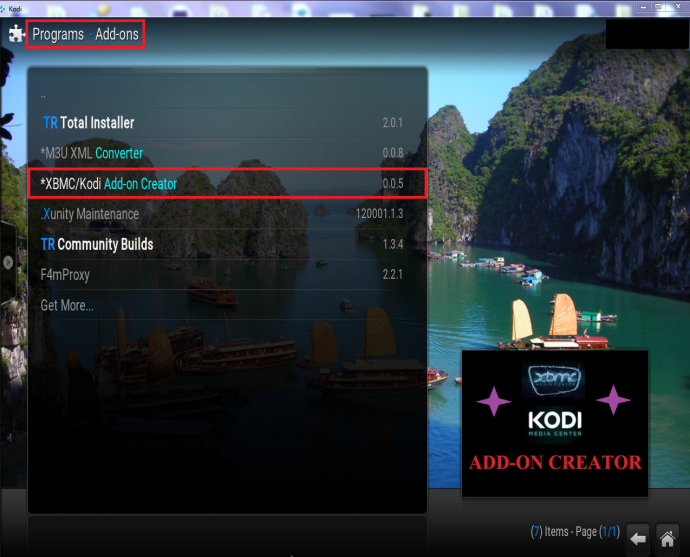 Kodi
Programs - Add-ons
..
TR Total Installer 2.0.1
*M3U XML Converter 0.0.8
*XBMC/Kodi Add-on Creator 0.0.5
.Xunity Maintenance 120001.1.3
TR Community Builds 1.3.4
F4mProxy 2.2.1
Get More...
xbmc
KODI
MEDIA CENTER
ADD-ON CREATOR
(7) Items - Page (1/1)